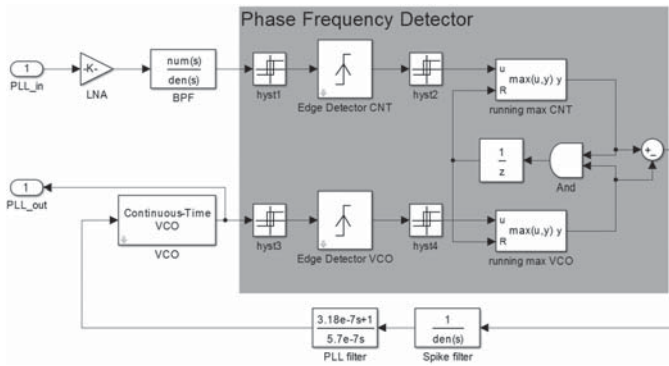 Phase Frequency Detector
1
PLL_in
-K-
LNA
num(s)
den(s)
BPF
hyst1
Edge Detector CNT
hyst2
u
R
max(u,y) y
running max CNT
1
z
And
+
-
1
PLL_out
Continuous-Time
VCO
VCO
hyst3
Edge Detector VCO
hyst4
u
R
max(u,y) y
running max VCO
3.18e-7s+1
5.7e-7s
PLL filter
1
den(s)
Spike filter